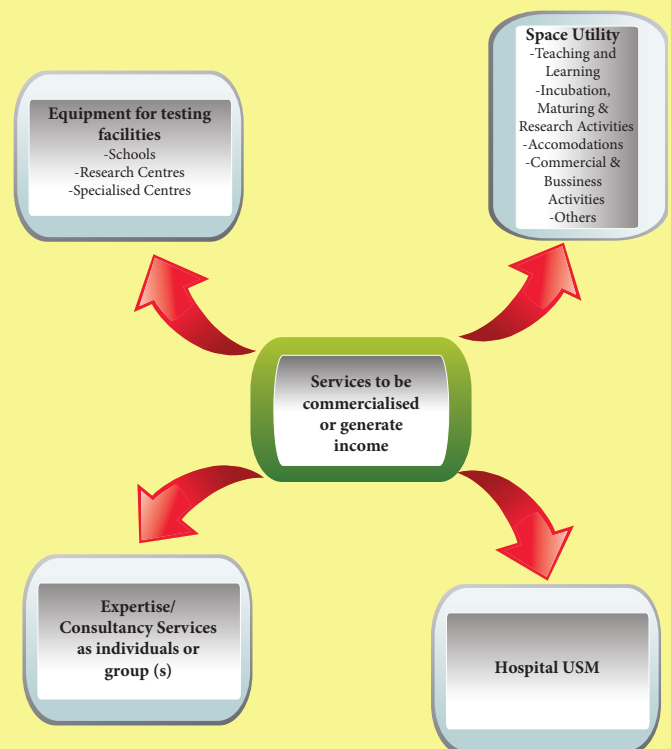 Space Utility
-Teaching and
Learning
-Incubation,
Maturing &
Research Activities
-Accomodations
-Commercial &
Bussiness
Activities
-Others
Equipment for testing
facilities
-Schools
-Research Centres
-Specialised Centres
Services to be
commercialised
or generate
income
Expertise/
Consultancy Services
as individuals or
group (s)
Hospital USM